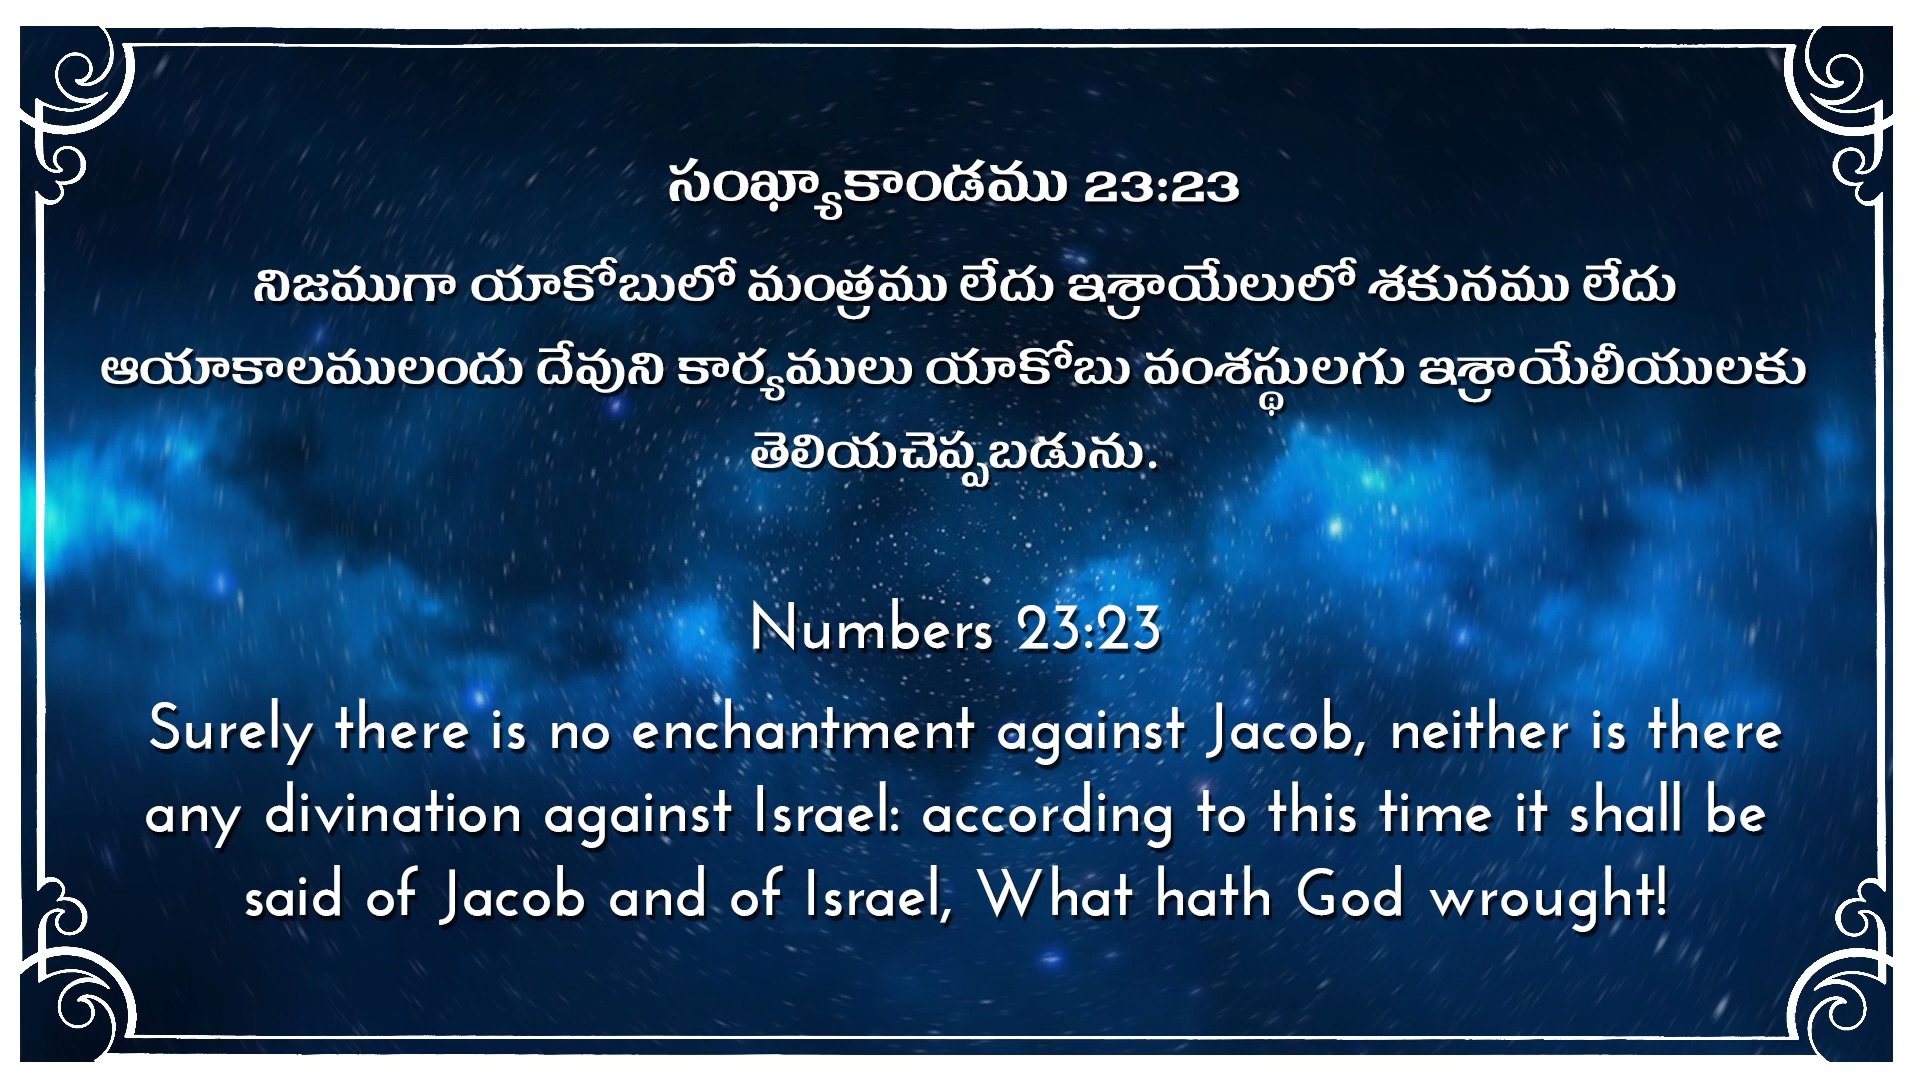 సంఖ్యాకాండము 23:23
నిజముగా యాకోబులో మంత్రము లేదు ఇశ్రాయేలులో శకునము లేదు
ఆయాకాలములందు దేవుని కార్యములు యాకోబు వంశస్థులగు ఇశ్రాయేలీయులకు
తెలియచెప్పబడును.
Numbers 23:23
Surely there is no enchantment against Jacob, neither is there
any divination against Israel: according to this time it shall be
said of Jacob and of Israel, What hath God wrought!